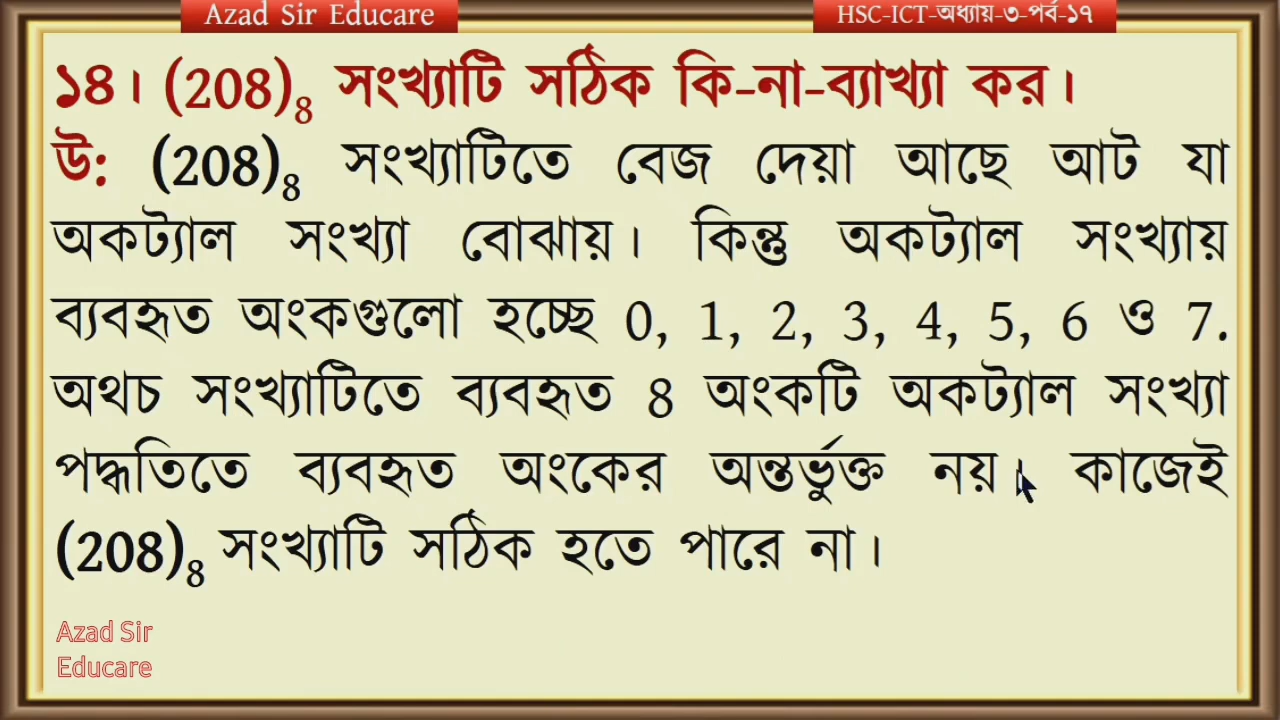 Azad Sir Educare
HSC-ICT-অধ্যায়-৩-পর্ব-১৭
১৪। (208)₈ সংখ্যাটি সঠিক কি-না-ব্যাখ্যা কর।
উ: (208)₈ সংখ্যাটিতে বেজ দেয়া আছে আট যা
অকট্যাল সংখ্যা বোঝায়। কিন্তু অকট্যাল সংখ্যায়
ব্যবহৃত অংকগুলো হচ্ছে 0, 1, 2, 3, 4, 5, 6 ও 7.
অথচ সংখ্যাটিতে ব্যবহৃত 8 অংকটি অকট্যাল সংখ্যা
পদ্ধতিতে ব্যবহৃত অংকের অন্তর্ভুক্ত নয়। কাজেই
(208)₈ সংখ্যাটি সঠিক হতে পারে না।
Azad Sir
Educare